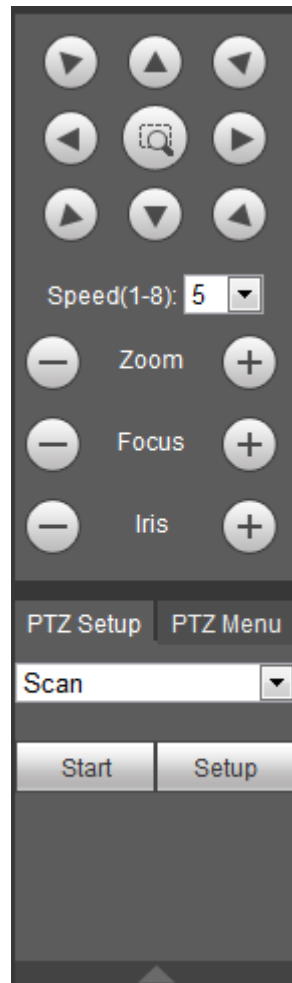 Speed(1-8): 5
Zoom
Focus
Iris
PTZ Setup PTZ Menu
Scan
Start Setup